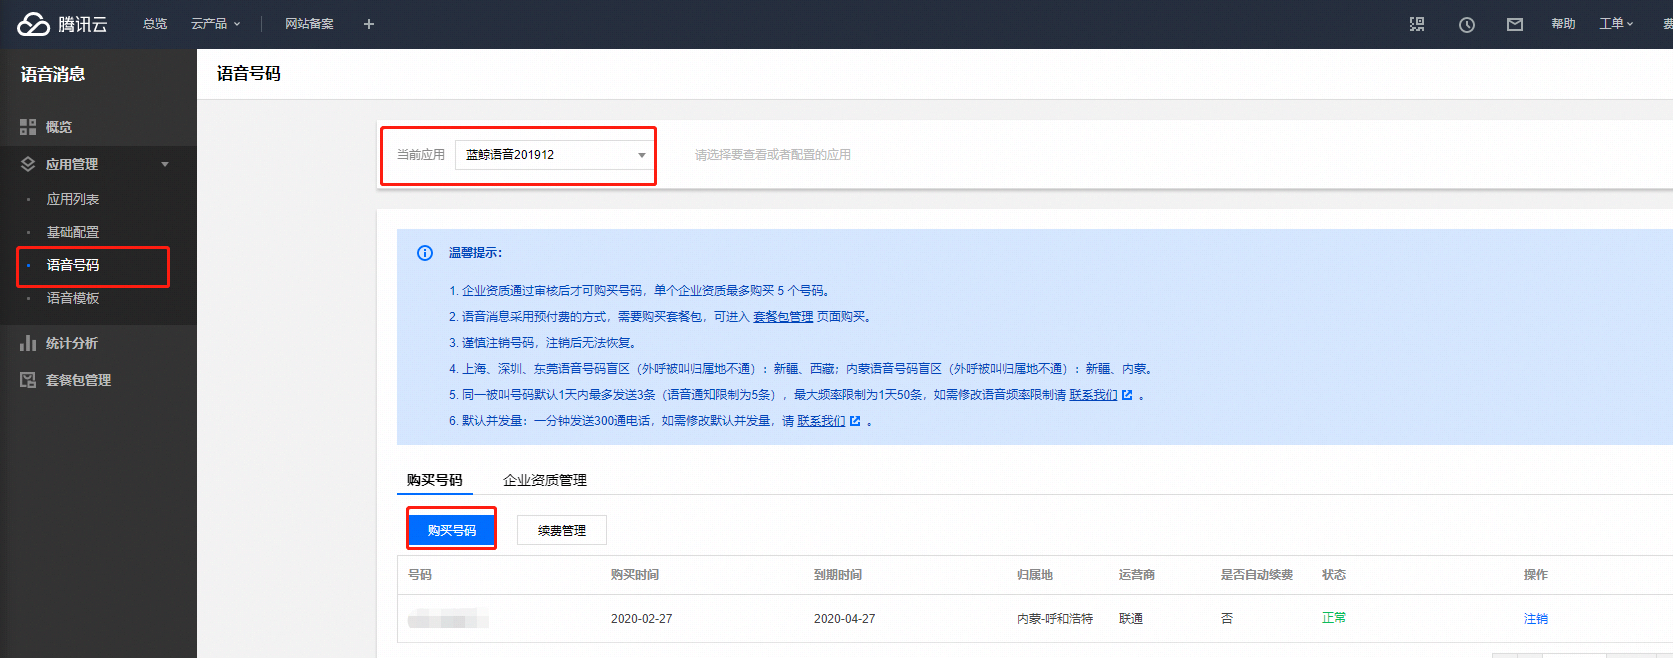 腾讯云 总览 云产品 网站备案 + 帮助 工单 费
语音消息
概览
应用管理
应用列表
基础配置
语音号码
语音模板
统计分析
套餐包管理
语音号码
当前应用 蓝鲸语音201912 请选择要查看或者配置的应用
温馨提示：
1. 企业资质通过审核后才可购买号码，单个企业资质最多购买 5 个号码。
2. 语音消息采用预付费的方式，需要购买套餐包，可进入 套餐包管理 页面购买。
3. 谨慎注销号码，注销后无法恢复。
4. 上海、深圳、东莞语音号码盲区（外呼被叫归属地不通）：新疆、西藏；内蒙语音号码盲区（外呼被叫归属地不通）：新疆、内蒙。
5. 同一被叫号码默认1天内最多发送3条（语音通知限制为5条），最大频率限制为1天50条，如需修改语音频率限制请 联系我们 。
6. 默认并发量：一分钟发送300通电话，如需修改默认并发量，请 联系我们 。
购买号码 企业资质管理
购买号码 续费管理
号码 购买时间 到期时间 归属地 运营商 是否自动续费 状态 操作
2020-02-27 2020-04-27 内蒙-呼和浩特 联通 否 正常 注销